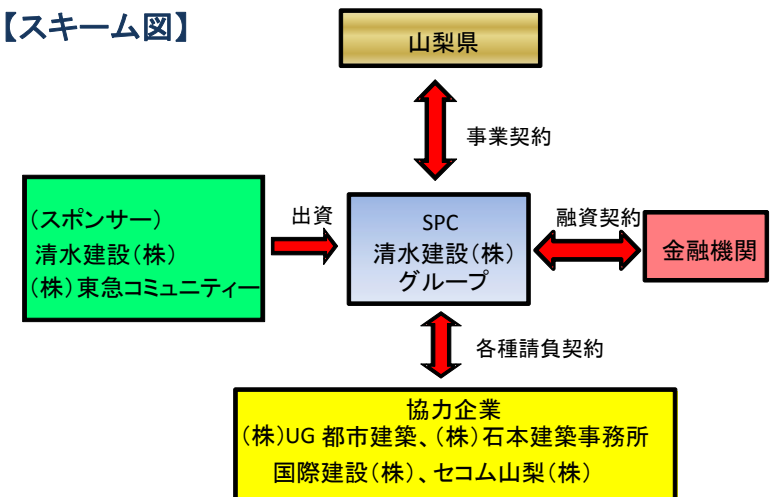 【スキーム図】
山梨県
事業契約
(スポンサー)
清水建設(株)
(株)東急コミュニティー
出資
SPC
清水建設(株)
グループ
融資契約
金融機関
各種請負契約
協力企業
(株)UG 都市建築、(株)石本建築事務所
国際建設(株)、セコム山梨(株)